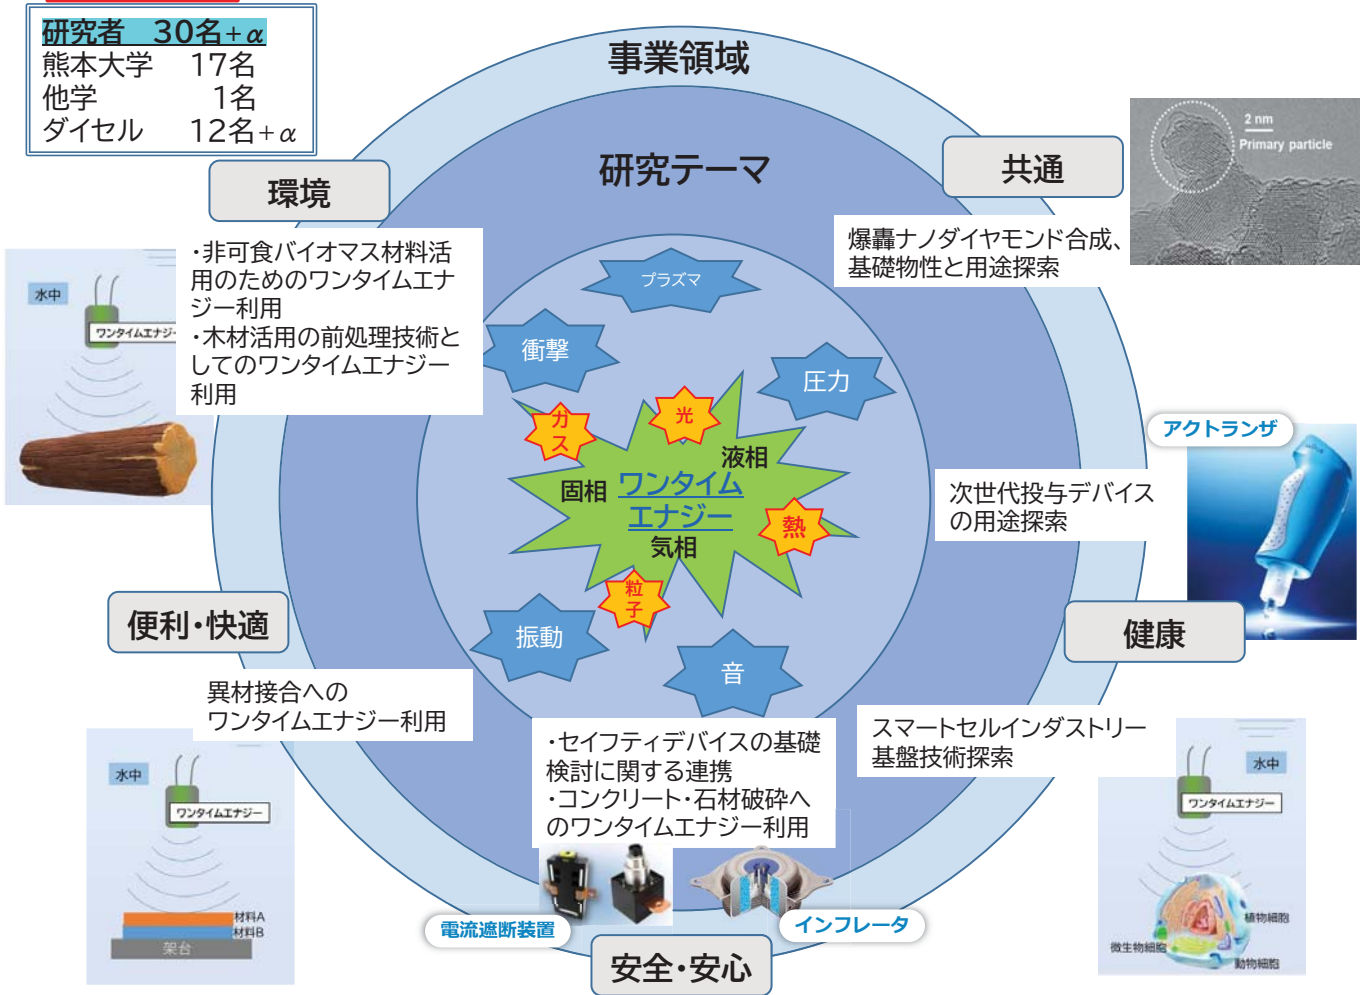 研究者　30名+α
熊本大学　17名
他学　1名
ダイセル　12名+α
事業領域
研究テーマ
環境
・非可食バイオマス材料活
用のためのワンタイムエナ
ジー利用
・木材活用の前処理技術と
してのワンタイムエナジー
利用
水中
ワンタイムエナジー
共通
爆轟ナノダイヤモンド合成、
基礎物性と用途探索
2 nm
Primary particle
プラズマ
衝撃
圧力
ガス
光
液相
固相
ワンタイム
エナジー
熱
気相
粒子
振動
音
アクトランザ
次世代投与デバイス
の用途探索
健康
スマートセルインダストリー
基盤技術探索
水中
ワンタイムエナジー
植物細胞
微生物細胞
動物細胞
便利・快適
異材接合への
ワンタイムエナジー利用
水中
ワンタイムエナジー
材料A
材料B
架台
・セイフティデバイスの基礎
検討に関する連携
・コンクリート・石材破砕へ
のワンタイムエナジー利用
電流遮断装置
インフレータ
安全・安心